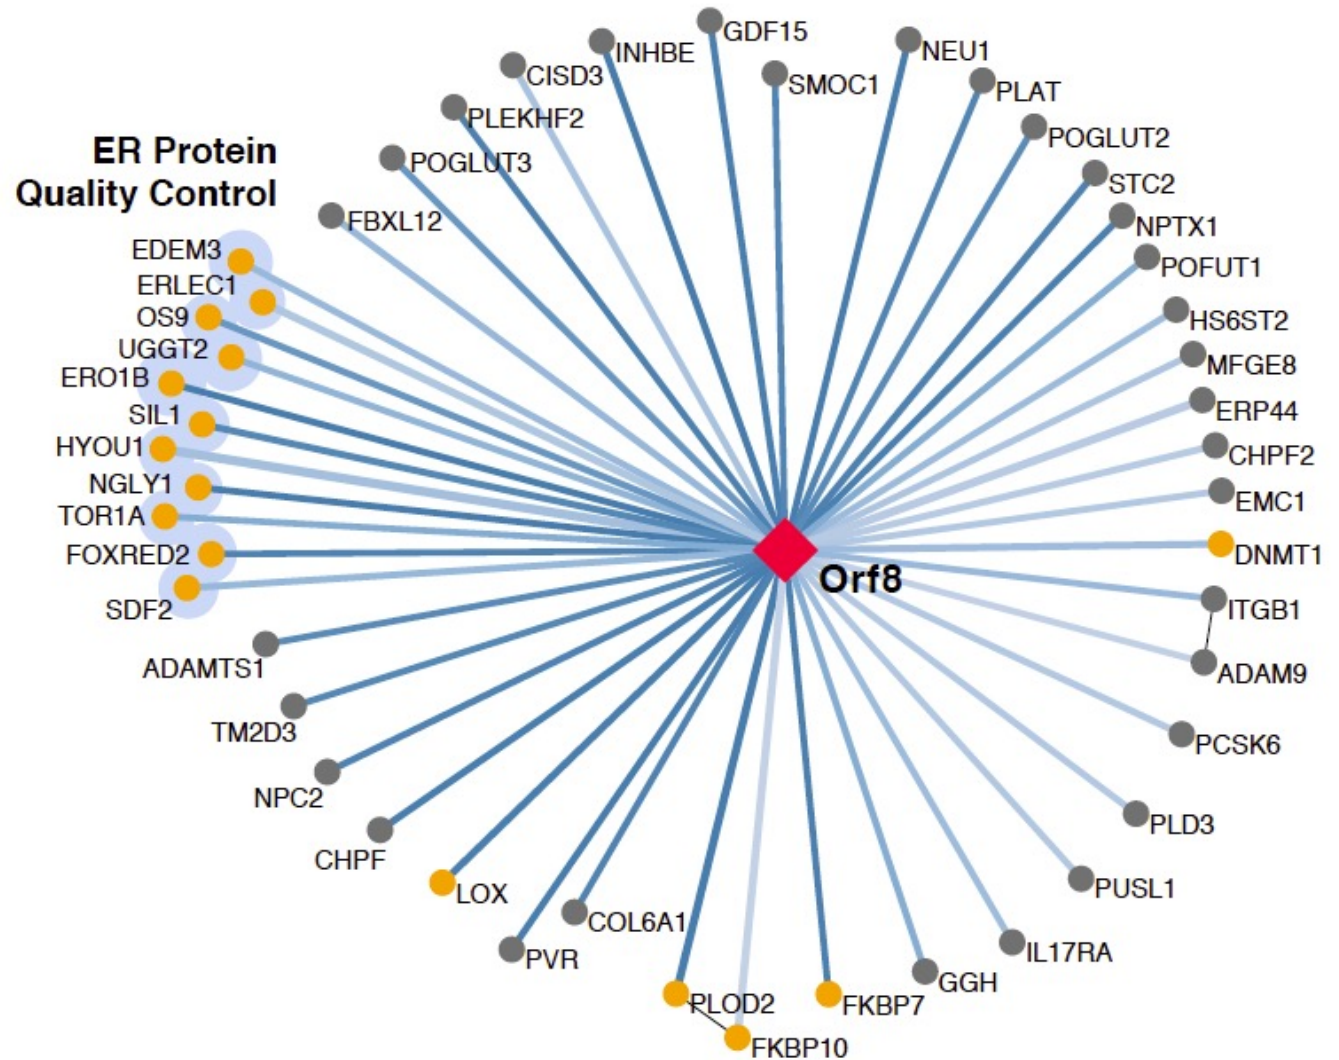 GDF15
INHBE
NEU1
CISD3
SMOC1
PLAT
PLEKHF2
POGLUT2
ER Protein
Quality Control
POGLUT3
STC2
FBXL12
NPTX1
EDEM3
POFUT1
ERLEC1
OS9
HS6ST2
UGGT2
MFGE8
ERO1B
SIL1
ERP44
HYOU1
CHPF2
NGLY1
EMC1
TOR1A
FOXRED2
DNMT1
Orf8
SDF2
ITGB1
ADAMTS1
ADAM9
TM2D3
PCSK6
NPC2
PLD3
CHPF
PUSL1
LOX
COL6A1
IL17RA
PVR
GGH
PLOD2
FKBP7
FKBP10